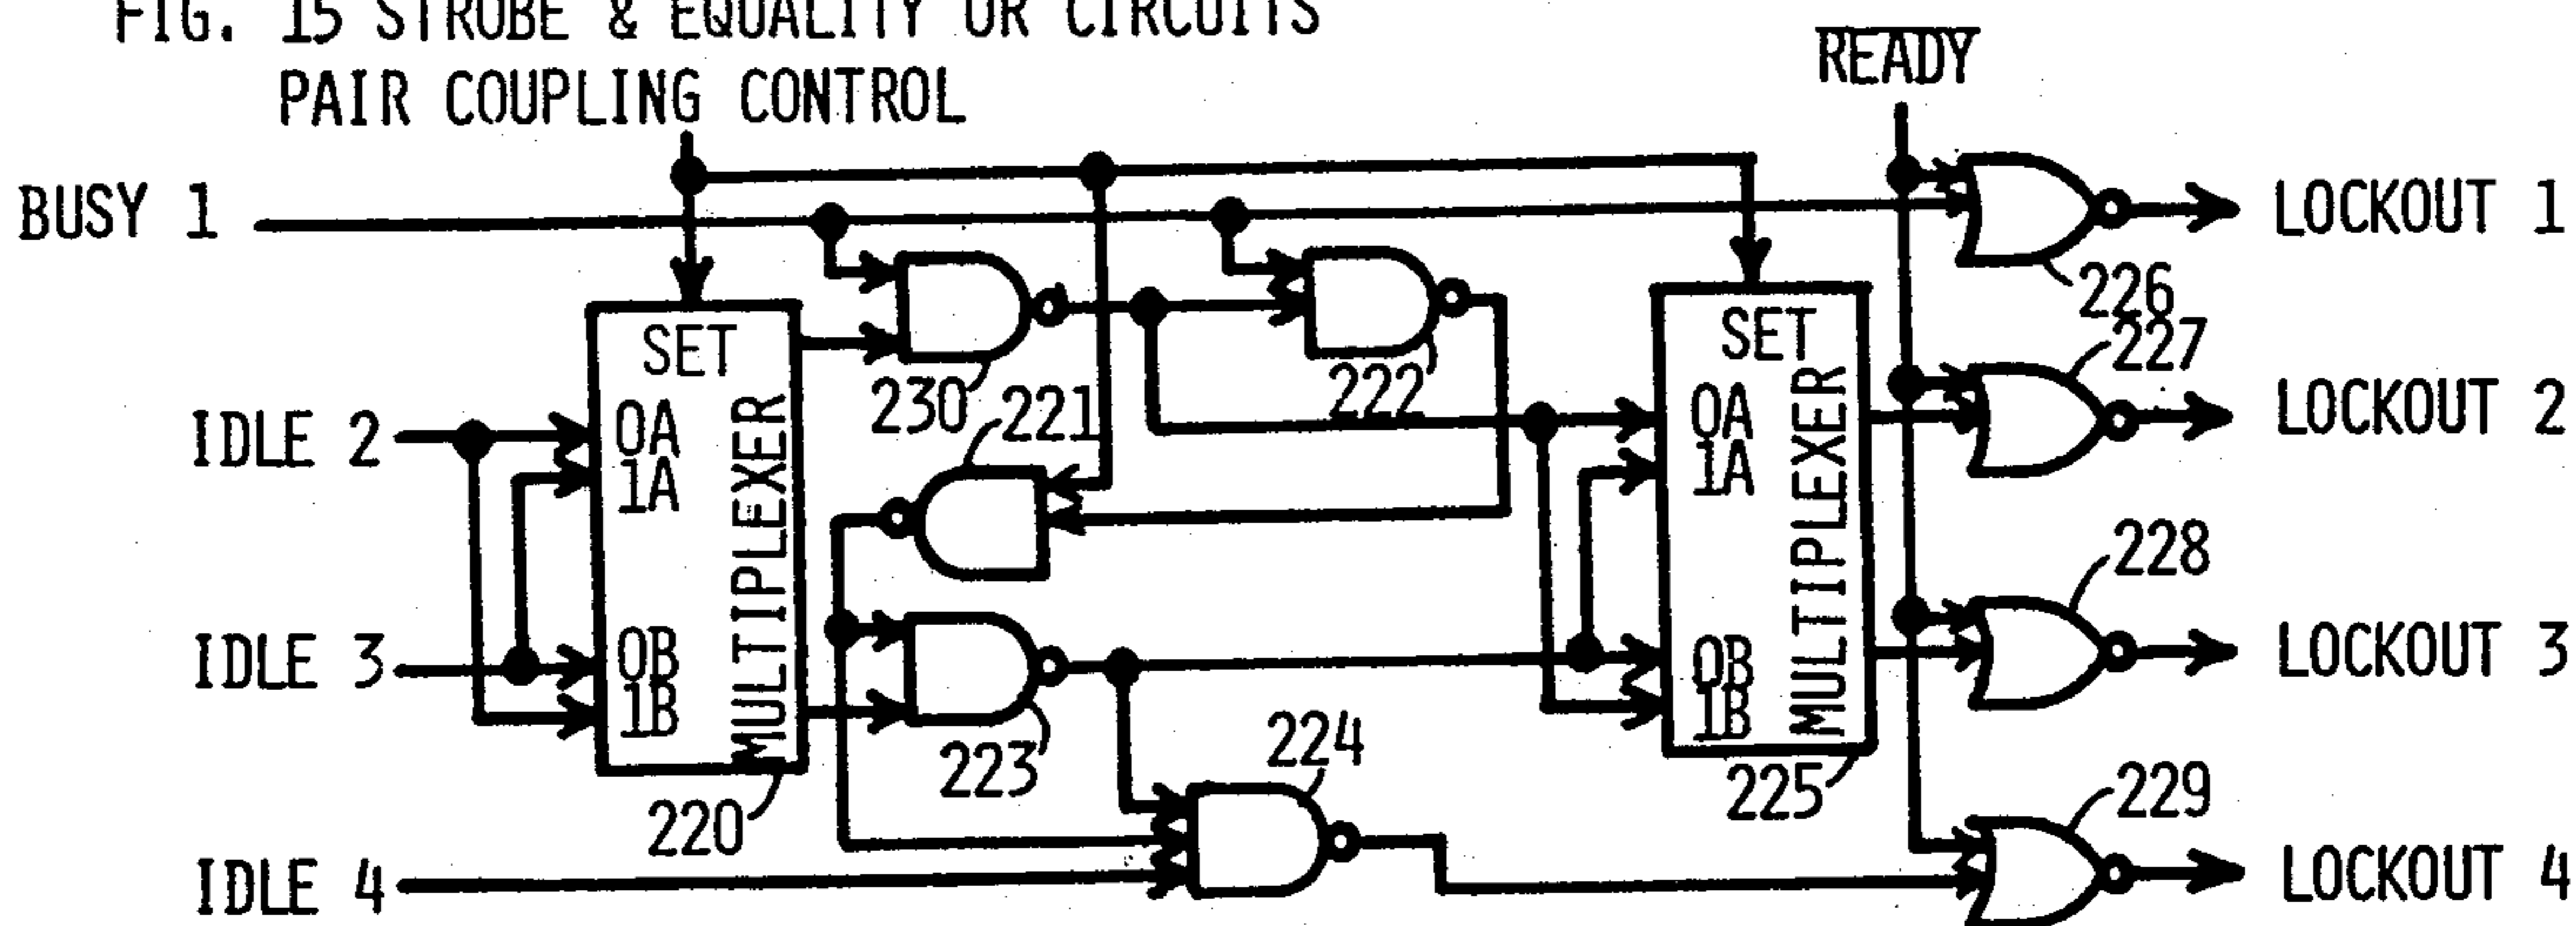 FIG. 15 STROBE & EQUALITY OR CIRCUITS
PAIR COUPLING CONTROL
READY
BUSY 1
LOCKOUT 1
226
SET
230
222
SET
227
IDLE 2
0A
1A
221
0A
1A
LOCKOUT 2
MULTIPLEXER
MULTIPLEXER
228
IDLE 3
0B
1B
0B
1B
LOCKOUT 3
223
224
220
225
229
IDLE 4
LOCKOUT 4